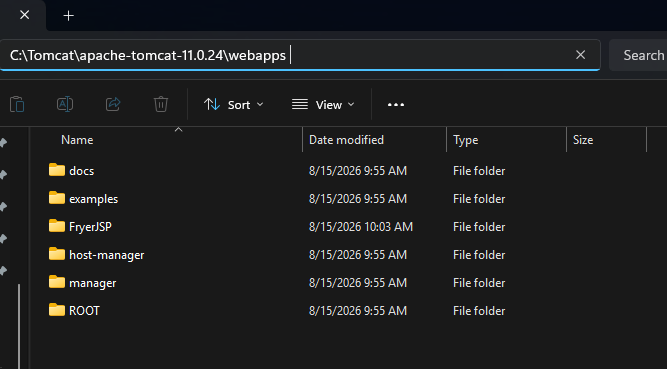 C:\Tomcat\apache-tomcat-11.0.24\webapps
Search
Sort
View
Name Date modified Type Size
docs 8/15/2026 9:55 AM File folder
examples 8/15/2026 9:55 AM File folder
FryerJSP 8/15/2026 10:03 AM File folder
host-manager 8/15/2026 9:55 AM File folder
manager 8/15/2026 9:55 AM File folder
ROOT 8/15/2026 9:55 AM File folder